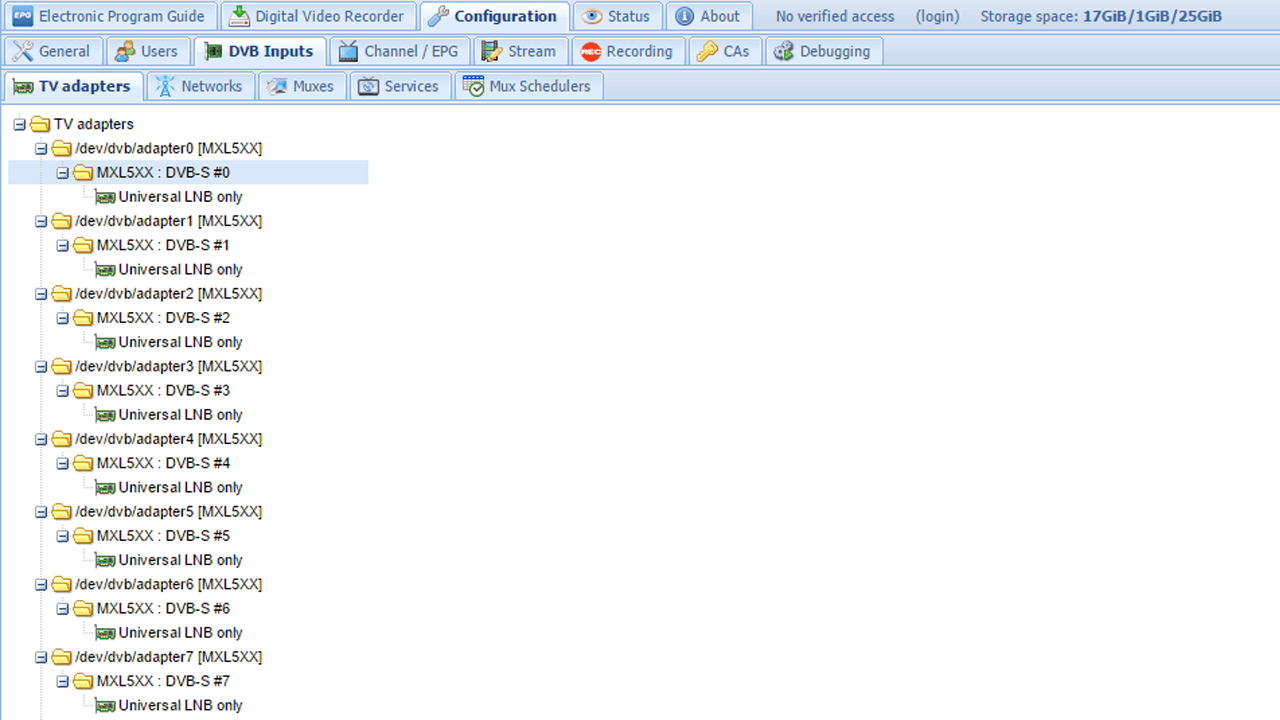 EPG Electronic Program Guide Digital Video Recorder Configuration Status About No verified access (login) Storage space: 17GiB/1GiB/25GiB
General Users DVB Inputs Channel / EPG Stream REC Recording CAs Debugging
TV adapters Networks Muxes Services Mux Schedulers
TV adapters
/dev/dvb/adapter0 [MXL5XX]
MXL5XX : DVB-S #0
Universal LNB only
/dev/dvb/adapter1 [MXL5XX]
MXL5XX : DVB-S #1
Universal LNB only
/dev/dvb/adapter2 [MXL5XX]
MXL5XX : DVB-S #2
Universal LNB only
/dev/dvb/adapter3 [MXL5XX]
MXL5XX : DVB-S #3
Universal LNB only
/dev/dvb/adapter4 [MXL5XX]
MXL5XX : DVB-S #4
Universal LNB only
/dev/dvb/adapter5 [MXL5XX]
MXL5XX : DVB-S #5
Universal LNB only
/dev/dvb/adapter6 [MXL5XX]
MXL5XX : DVB-S #6
Universal LNB only
/dev/dvb/adapter7 [MXL5XX]
MXL5XX : DVB-S #7
Universal LNB only